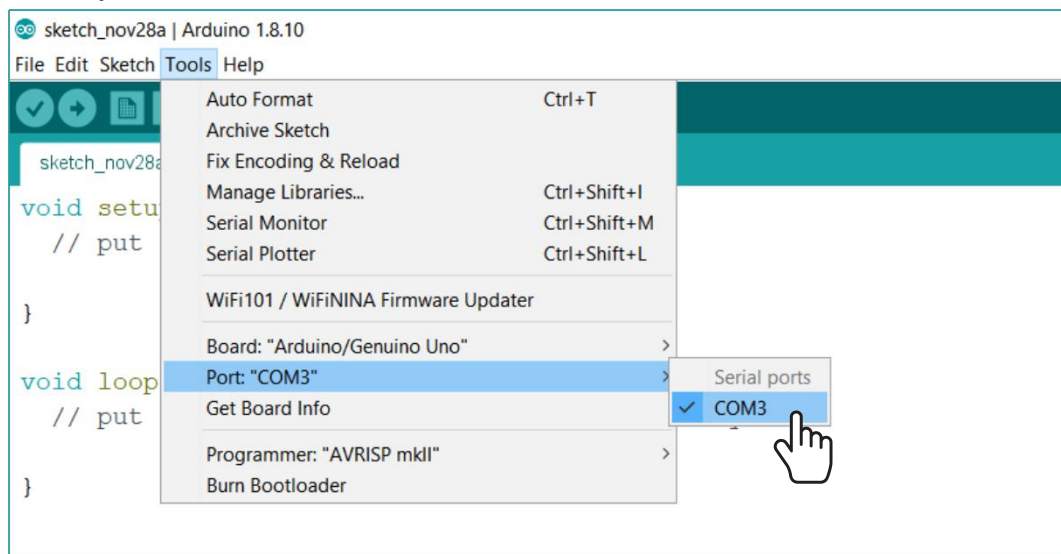 sketch_nov28a | Arduino 1.8.10
File Edit Sketch Tools Help
Auto Format Ctrl+T
Archive Sketch
sketch_nov28a
Fix Encoding & Reload
Manage Libraries... Ctrl+Shift+I
void setu
Serial Monitor Ctrl+Shift+M
// put
Serial Plotter Ctrl+Shift+L
WiFi101 / WiFiNINA Firmware Updater
}
Board: "Arduino/Genuino Uno" >
void loop
Port: "COM3" >
Serial ports
// put
Get Board Info
COM3
Programmer: "AVRISP mkII" >
}
Burn Bootloader